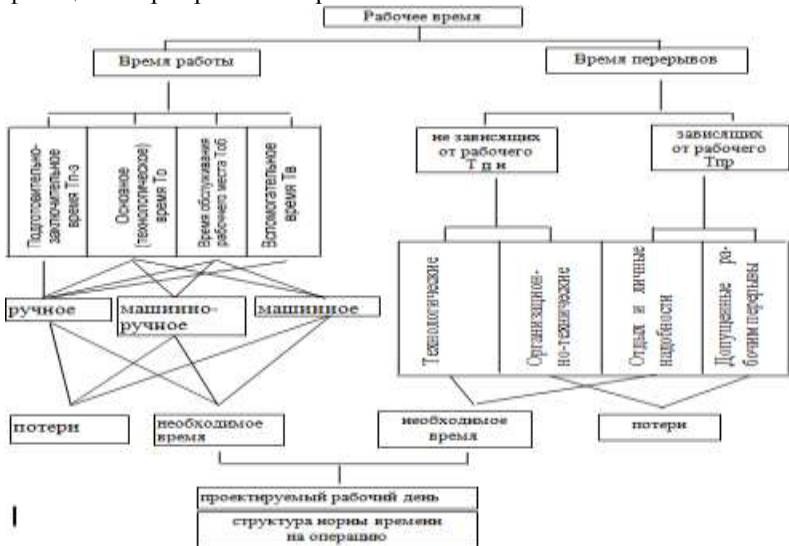 Рабочее время
Время работы
Время перерывов
Подготовительно-
заключительное
время Тп-з
Основное
(технологическое)
время То
Время обслуживания
рабочего места Тоб
Вспомогательное
время Тв
не зависящих
от рабочего
Т п н
зависящих
от рабочего
Тпр
Технологические
Организацион-
но-технические
Отдых и личные
надобности
Допущенные ра-
бочим перерывы
ручное
машинно-
ручное
машинное
потери
необходимое
время
необходимое
время
потери
проектируемый рабочий день
структура нормы времени
на операцию